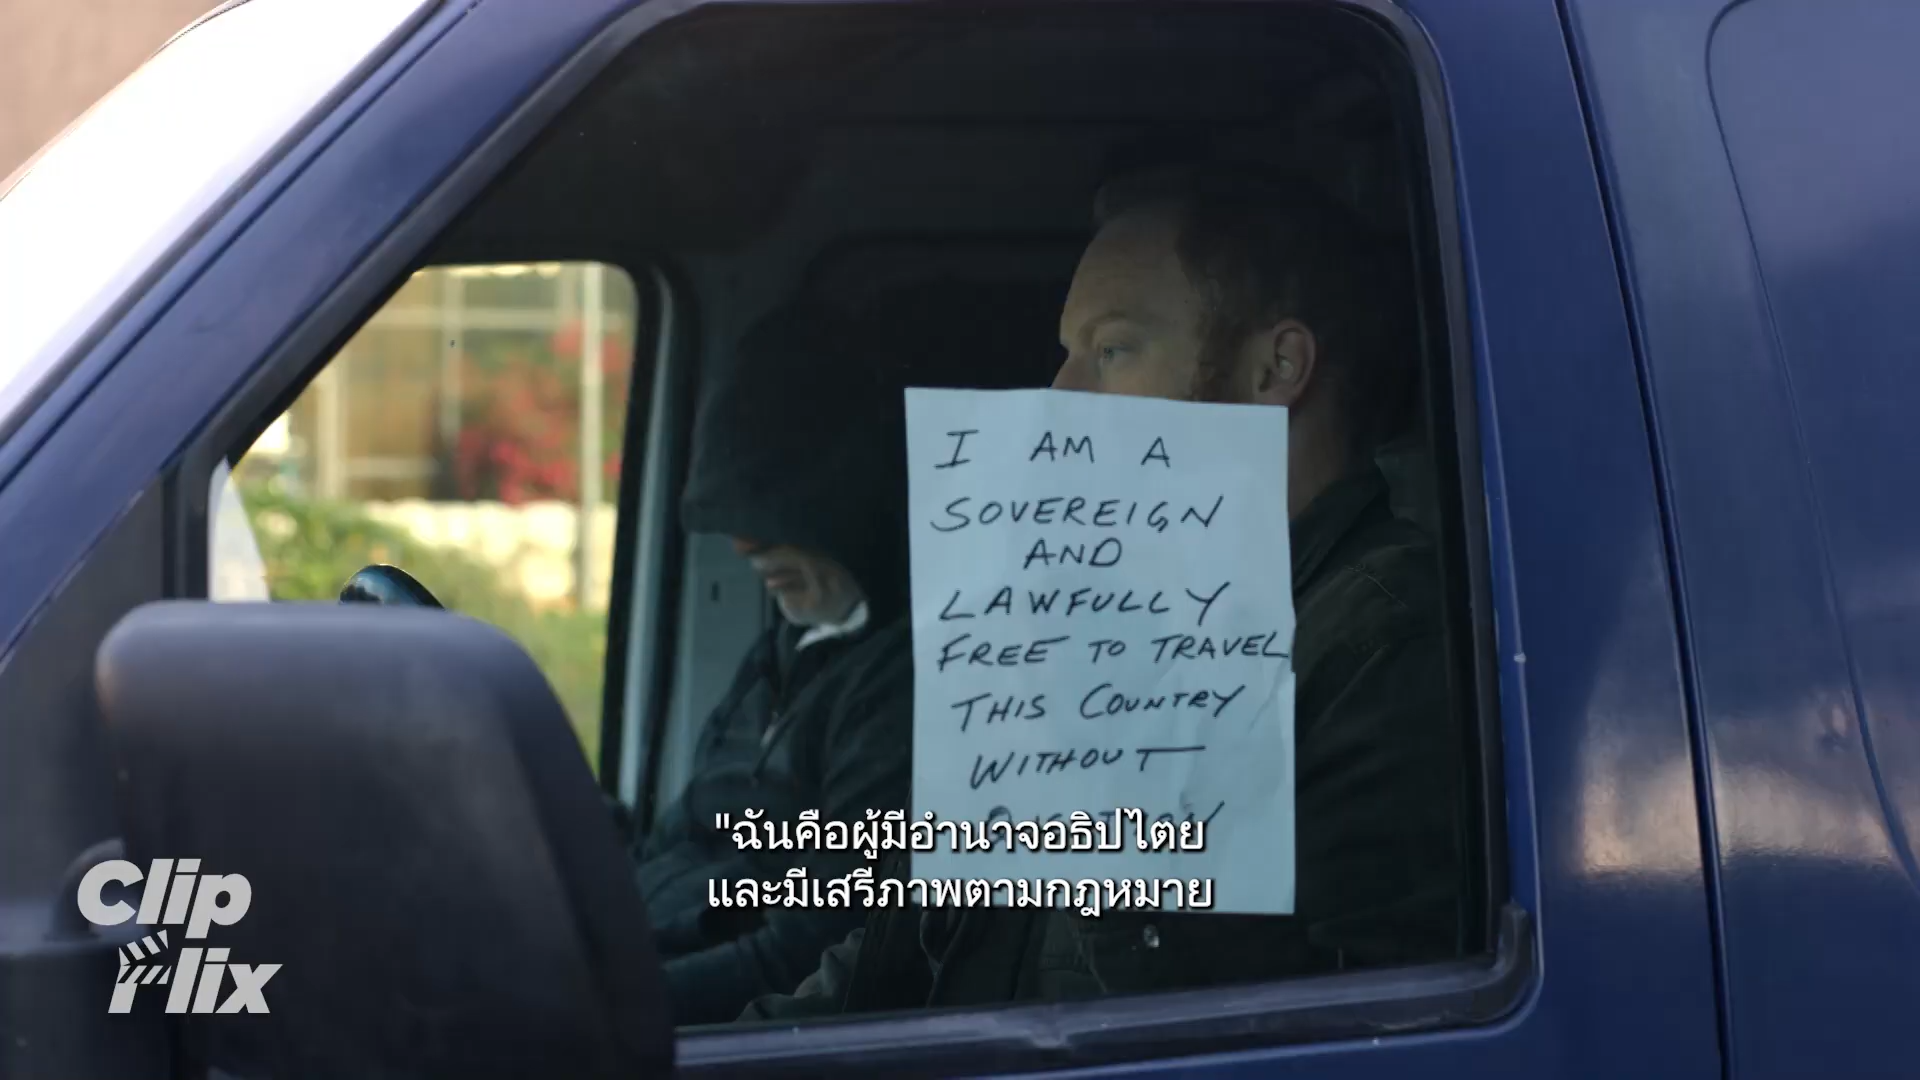 I AM A
SOVEREIGN
AND
LAWFULLY
FREE TO TRAVEL
THIS COUNTRY
WITHOUT
"ฉันคือผู้มีอำนาจอธิปไตย
และมีเสรีภาพตามกฎหมาย
Clip
Flix